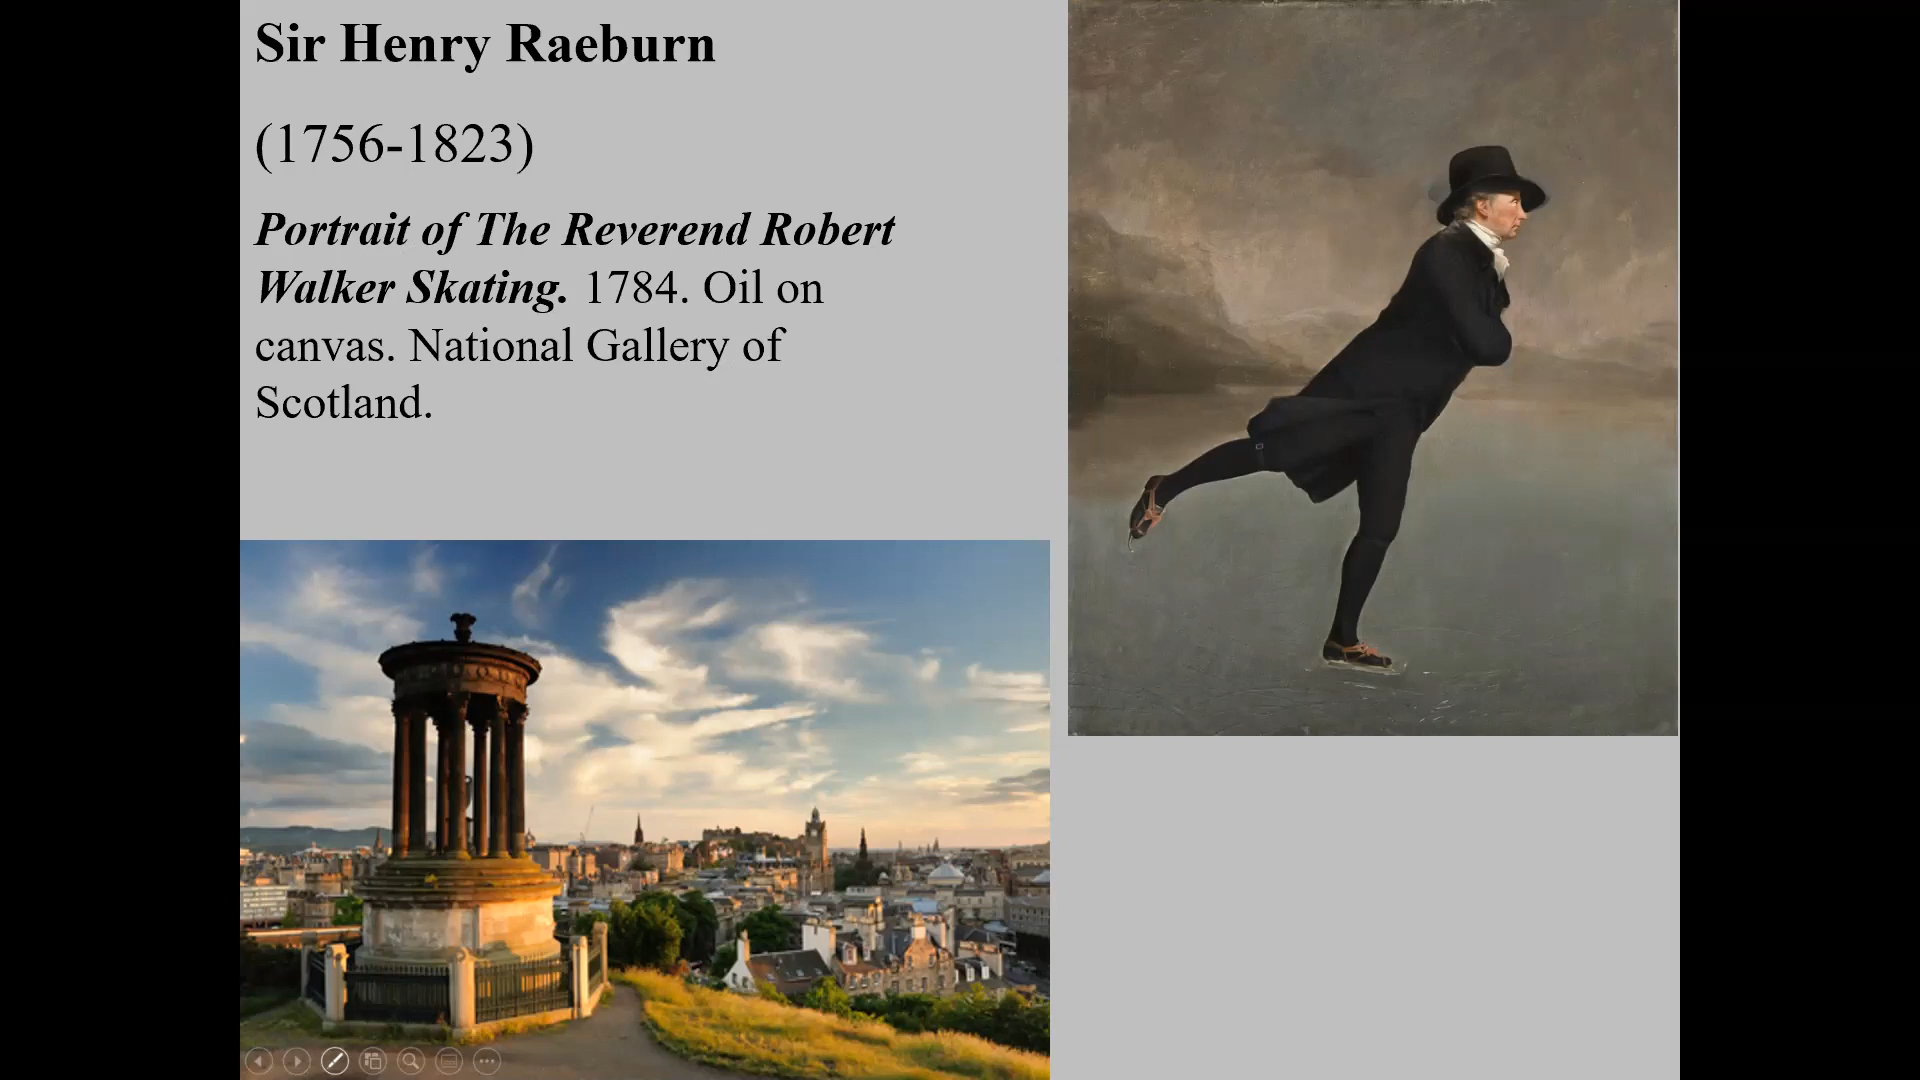 Sir Henry Raeburn
(1756-1823)
Portrait of The Reverend Robert
Walker Skating. 1784. Oil on
canvas. National Gallery of
Scotland.